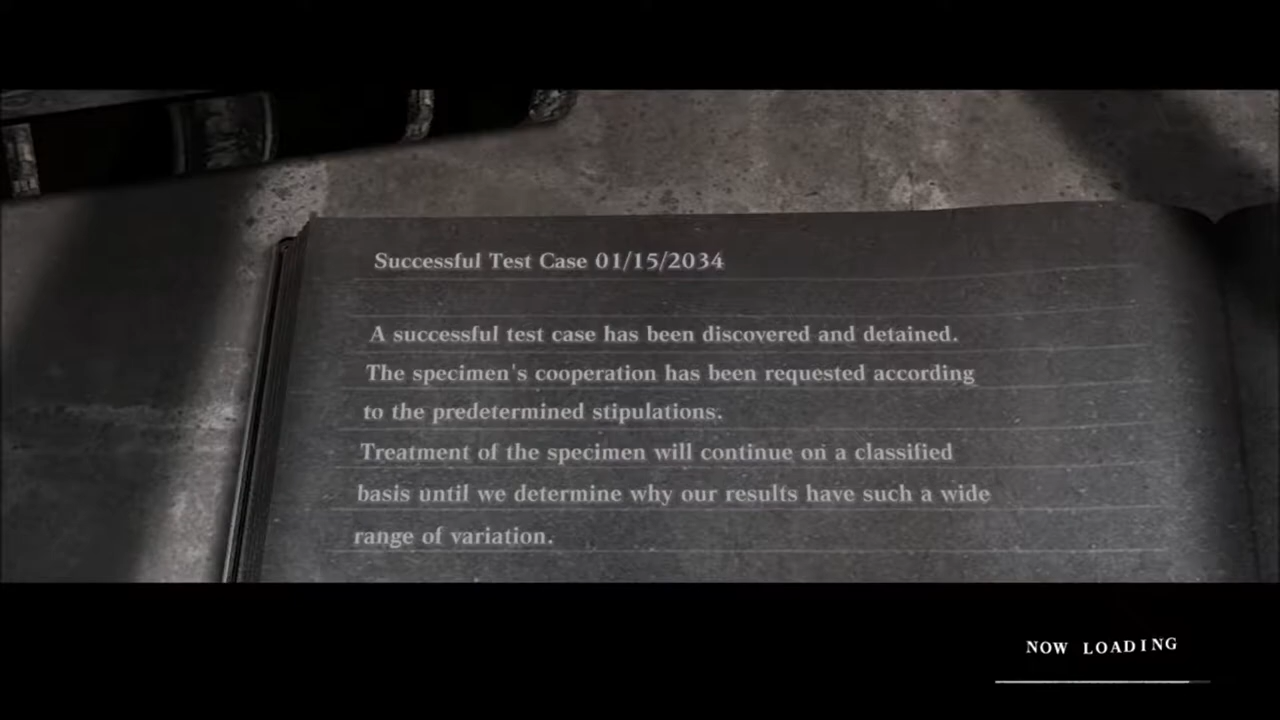 Successful Test Case 01/15/2034
A successful test case has been discovered and detained.
The specimen's cooperation has been requested according
to the predetermined stipulations.
Treatment of the specimen will continue on a classified
basis until we determine why our results have such a wide
range of variation.
NOW LOADING